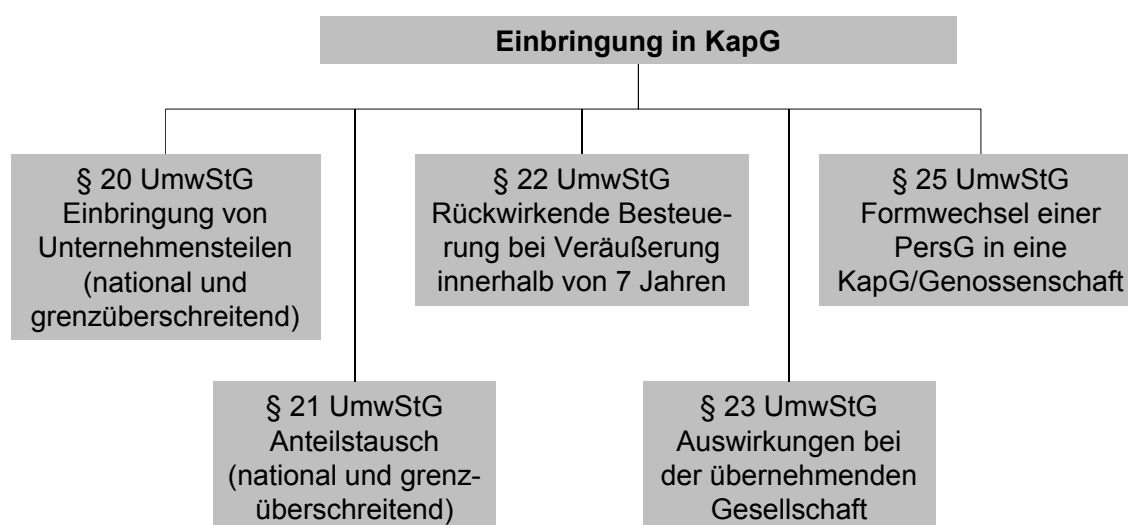 Einbringung in KapG
§ 20 UmwStG
Einbringung von
Unternehmensteilen
(national und
grenzüberschreitend)
§ 22 UmwStG
Rückwirkende Besteue-
rung bei Veräußerung
innerhalb von 7 Jahren
§ 25 UmwStG
Formwechsel einer
PersG in eine
KapG/Genossenschaft
§ 21 UmwStG
Anteilstausch
(national und grenz-
überschreitend)
§ 23 UmwStG
Auswirkungen bei
der übernehmenden
Gesellschaft